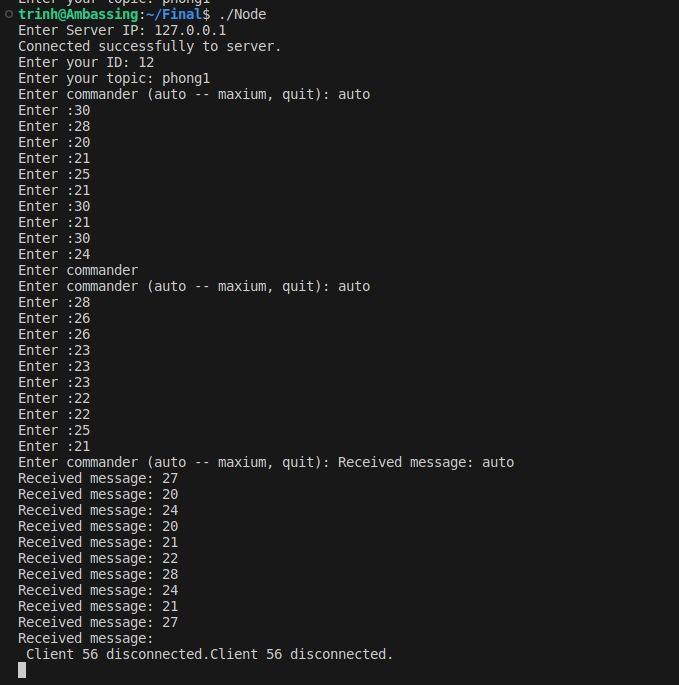 Enter your topic: phong1
trinh@Ambassing:~/Final$ ./Node
Enter Server IP: 127.0.0.1
Connected successfully to server.
Enter your ID: 12
Enter your topic: phong1
Enter commander (auto -- maxium, quit): auto
Enter :30
Enter :28
Enter :20
Enter :21
Enter :25
Enter :21
Enter :30
Enter :21
Enter :30
Enter :24
Enter commander
Enter commander (auto -- maxium, quit): auto
Enter :28
Enter :26
Enter :26
Enter :23
Enter :23
Enter :23
Enter :22
Enter :22
Enter :25
Enter :21
Enter commander (auto -- maxium, quit): Received message: auto
Received message: 27
Received message: 20
Received message: 24
Received message: 20
Received message: 21
Received message: 22
Received message: 28
Received message: 24
Received message: 21
Received message: 27
Received message:
 Client 56 disconnected.Client 56 disconnected.